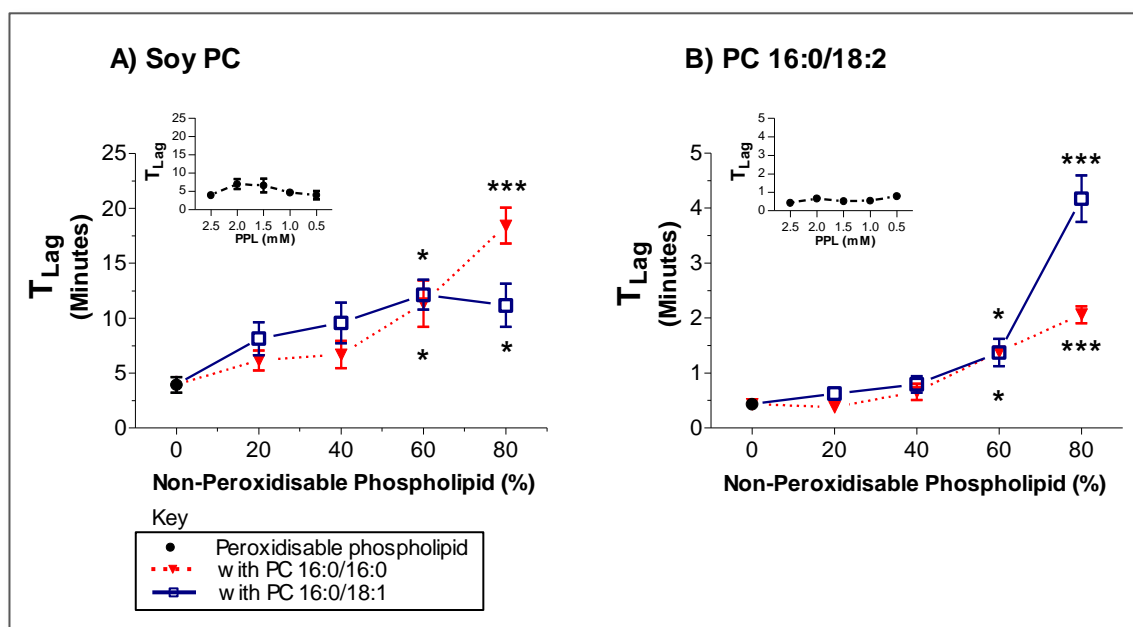 A) Soy PC
T Lag
25
20
15
10
5
0
2.5 2.0 1.5 1.0 0.5
PPL (mM)
T Lag
(Minutes)
25
20
15
10
5
0
***
*
*
*
0 20 40 60 80
Non-Peroxidisable Phospholipid (%)
B) PC 16:0/18:2
T Lag
5
4
3
2
1
0
2.5 2.0 1.5 1.0 0.5
PPL (mM)
T Lag
(Minutes)
5
4
3
2
1
0
***
*
***
*
0 20 40 60 80
Non-Peroxidisable Phospholipid (%)
Key
Peroxidisable phospholipid
with PC 16:0/16:0
with PC 16:0/18:1